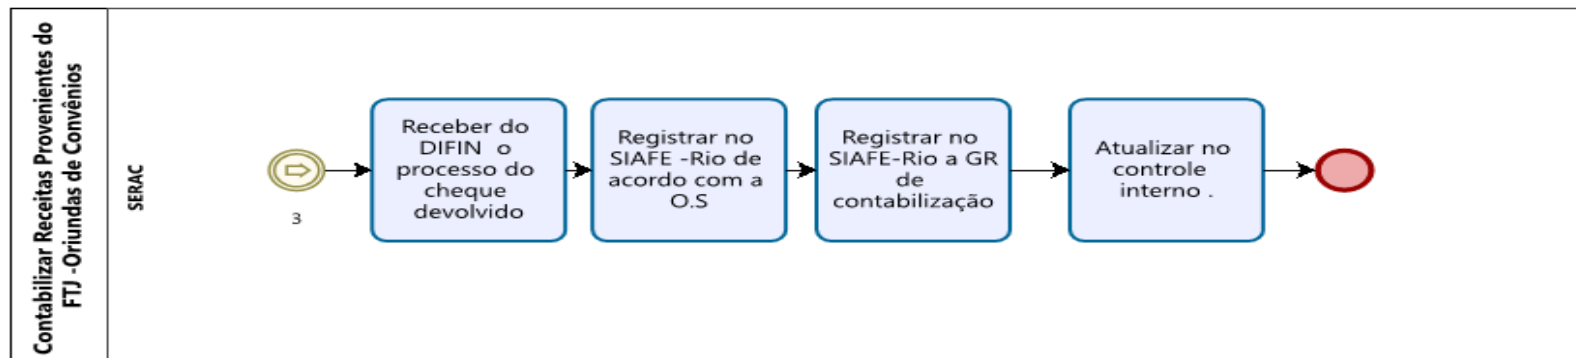 Contabilizar Receitas Provenientes do
FTJ -Oriundas de Convênios
SERAC
3
Receber do
DIFIN o
processo do
cheque
devolvido
Registrar no
SIAFE -Rio de
acordo com a
O.S
Registrar no
SIAFE-Rio a GR
de
contabilização
Atualizar no
controle
interno .